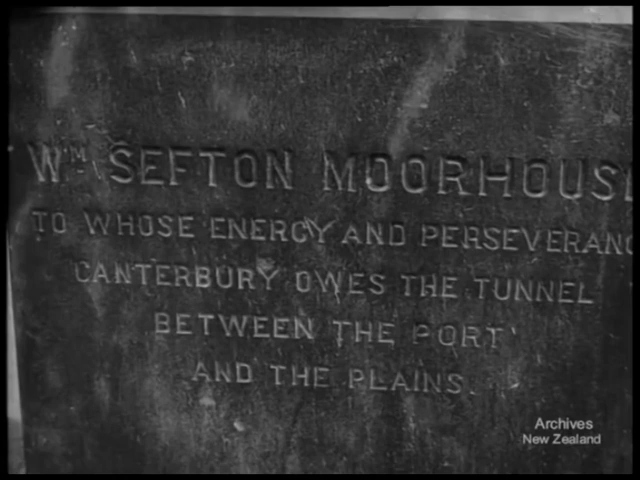 WM SEFTON MOORHOUSE
TO WHOSE ENERGY AND PERSEVERANC
CANTERBURY OWES THE TUNNEL
BETWEEN THE PORT
AND THE PLAINS.
Archives
New Zealand